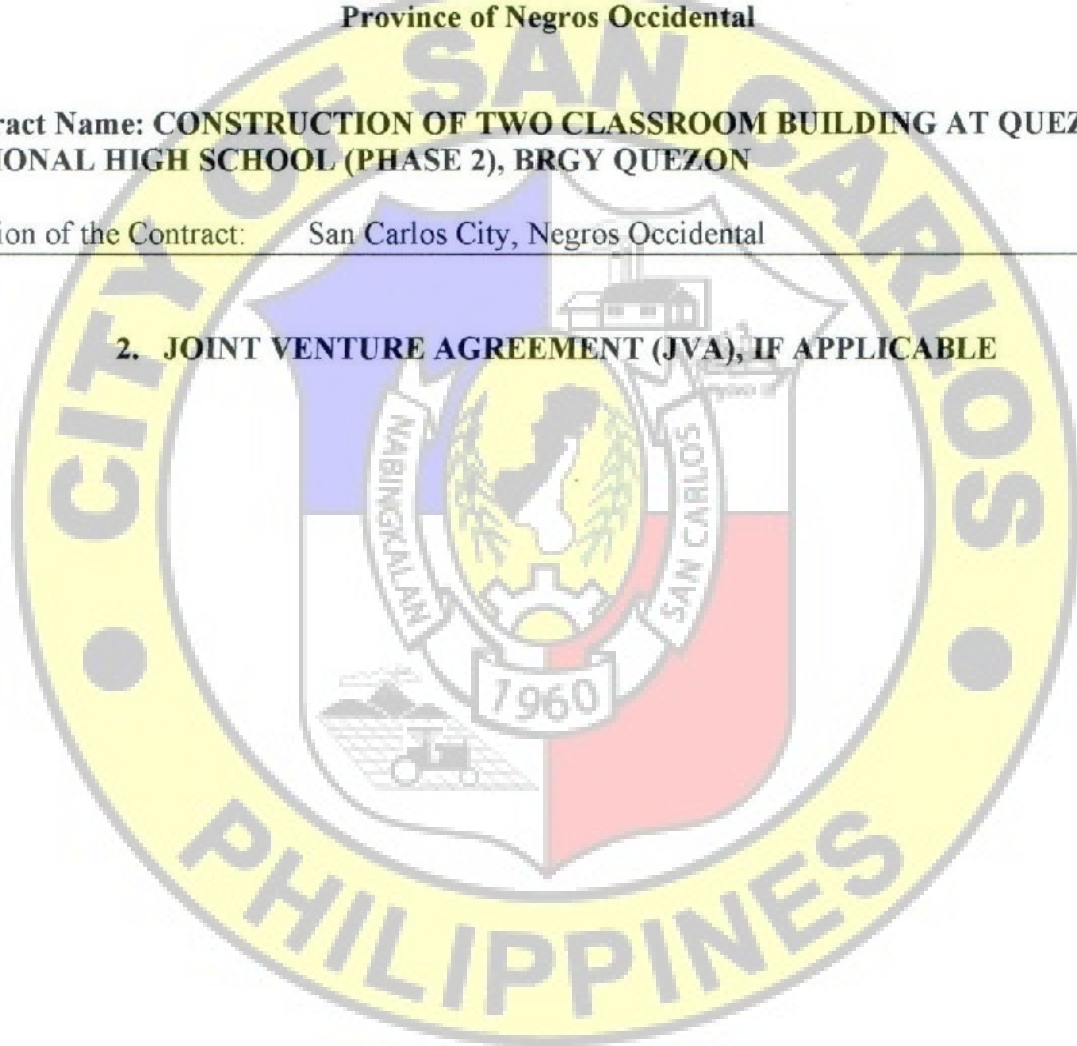 Province of Negros Occidental
ract Name: CONSTRUCTION OF TWO CLASSROOM BUILDING AT QUEZ
IONAL HIGH SCHOOL (PHASE 2), BRGY QUEZON
ion of the Contract: San Carlos City, Negros Occidental
2. JOINT VENTURE AGREEMENT (JVA), IF APPLICABLE
CITY OF SAN CARLOS
NABINGKALAN
SAN CARLOS
1960
PHILIPPINES